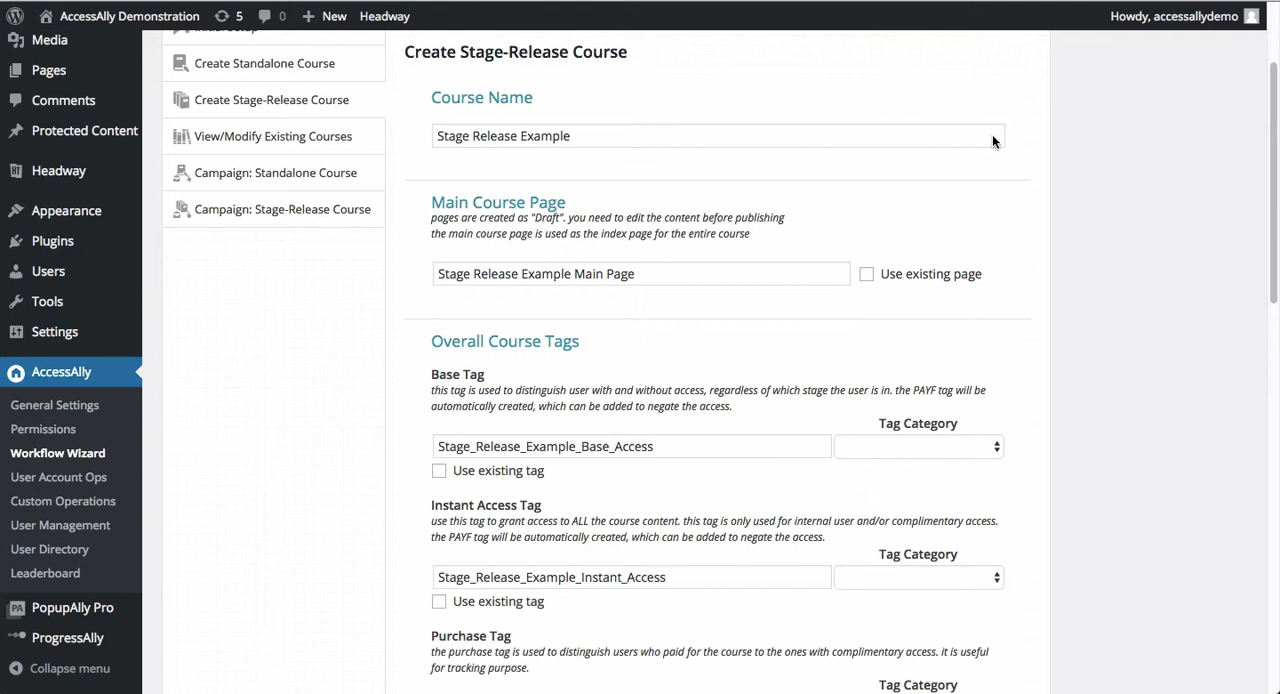 AccessAlly Demonstration 5 0 New Headway Howdy, accessallydemo
Media
Pages
Comments
Protected Content
Headway
Appearance
Plugins
Users
Tools
Settings
AccessAlly
General Settings
Permissions
Workflow Wizard
User Account Ops
Custom Operations
User Management
User Directory
Leaderboard
PA PopupAlly Pro
ProgressAlly
Collapse menu
Initial Setup
Create Standalone Course
Create Stage-Release Course
View/Modify Existing Courses
Campaign: Standalone Course
Campaign: Stage-Release Course
Create Stage-Release Course
Course Name
Stage Release Example
Main Course Page
pages are created as "Draft". you need to edit the content before publishing
the main course page is used as the index page for the entire course
Stage Release Example Main Page Use existing page
Overall Course Tags
Base Tag
this tag is used to distinguish user with and without access, regardless of which stage the user is in. the PAYF tag will be
automatically created, which can be added to negate the access.
Tag Category
Stage_Release_Example_Base_Access
Use existing tag
Instant Access Tag
use this tag to grant access to ALL the course content. this tag is only used for internal user and/or complimentary access.
the PAYF tag will be automatically created, which can be added to negate the access.
Tag Category
Stage_Release_Example_Instant_Access
Use existing tag
Purchase Tag
the purchase tag is used to distinguish users who paid for the course to the ones with complimentary access. it is useful
for tracking purpose.
Tag Category